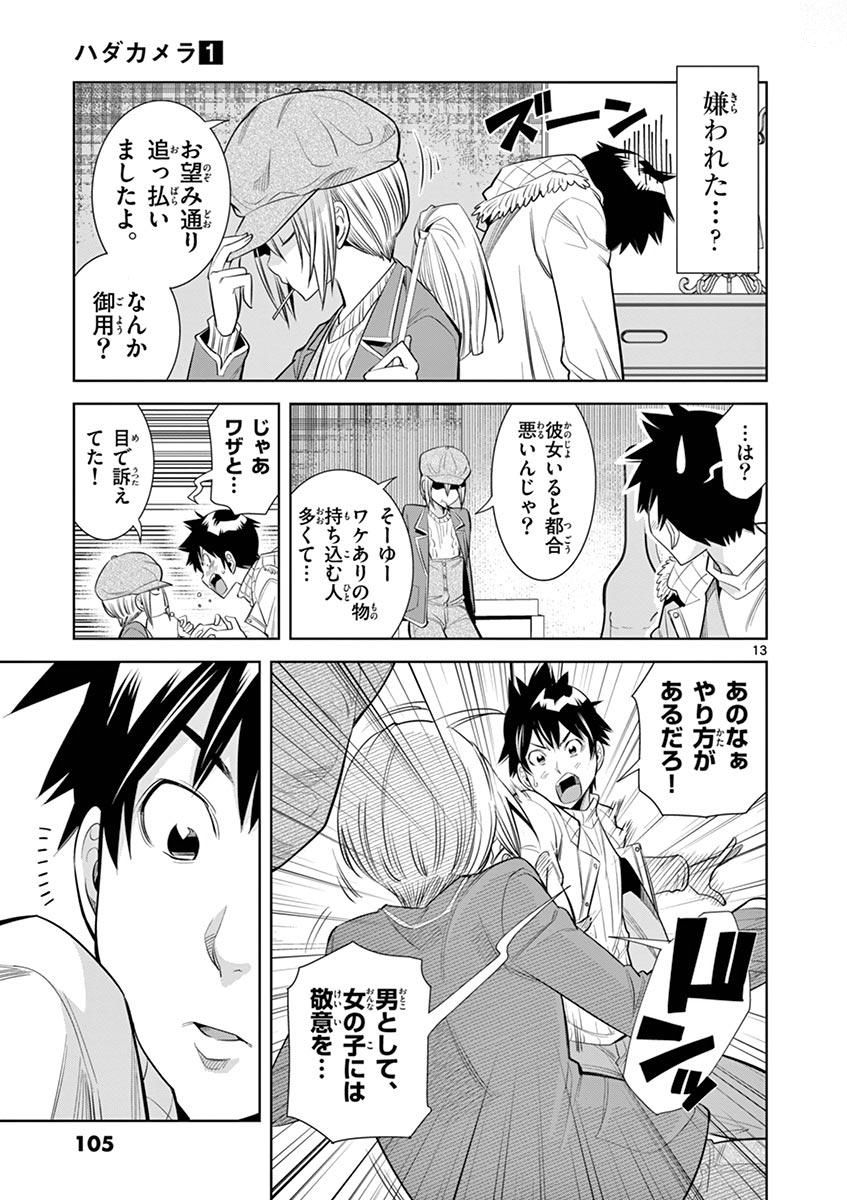 ハダカメラ1
嫌われた…?
ズーン
お望み通り
追っ払い
ましたよ。
なんか
御用?
…は?
彼女いると都合
悪いんじゃ?
そーゆー
ワケありの物
持ち込む人
多くて…
じゃあ
ワザと…
目で訴え
てた!
13
あのなぁ
やり方が
あるだろ!
ゴンッ
男として、
女の子には
敬意を…
105